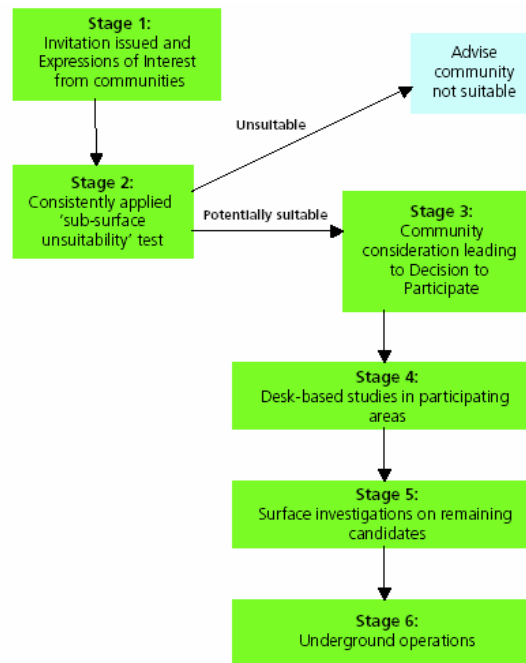 Stage 1:
Invitation issued and
Expressions of Interest
from communities
Advise
community
not suitable
Unsuitable
Stage 2:
Consistently applied
‘sub-surface
unsuitability’ test
Potentially suitable
Stage 3:
Community
consideration leading
to Decision to
Participate
Stage 4:
Desk-based studies in participating
areas
Stage 5:
Surface investigations on remaining
candidates
Stage 6:
Underground operations